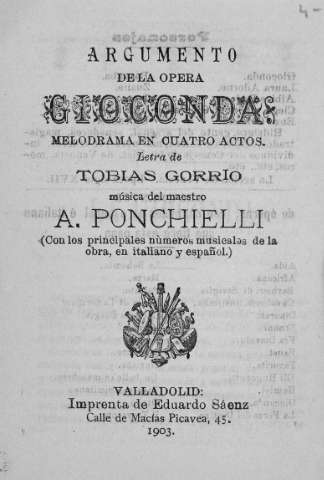 4-
ARGUMENTO
DE LA OPERA
GIOCONDA:
MELODRAMA EN CUATRO ACTOS.
Letra de
TOBIAS GORRIO
música del maestro
A. PONCHIELLI
(Con los principales números musicales de la
obra, en italiano y español.)
VALLADOLID:
Imprenta de Eduardo Sáenz
Calle de Macías Picavea, 45.
1903.